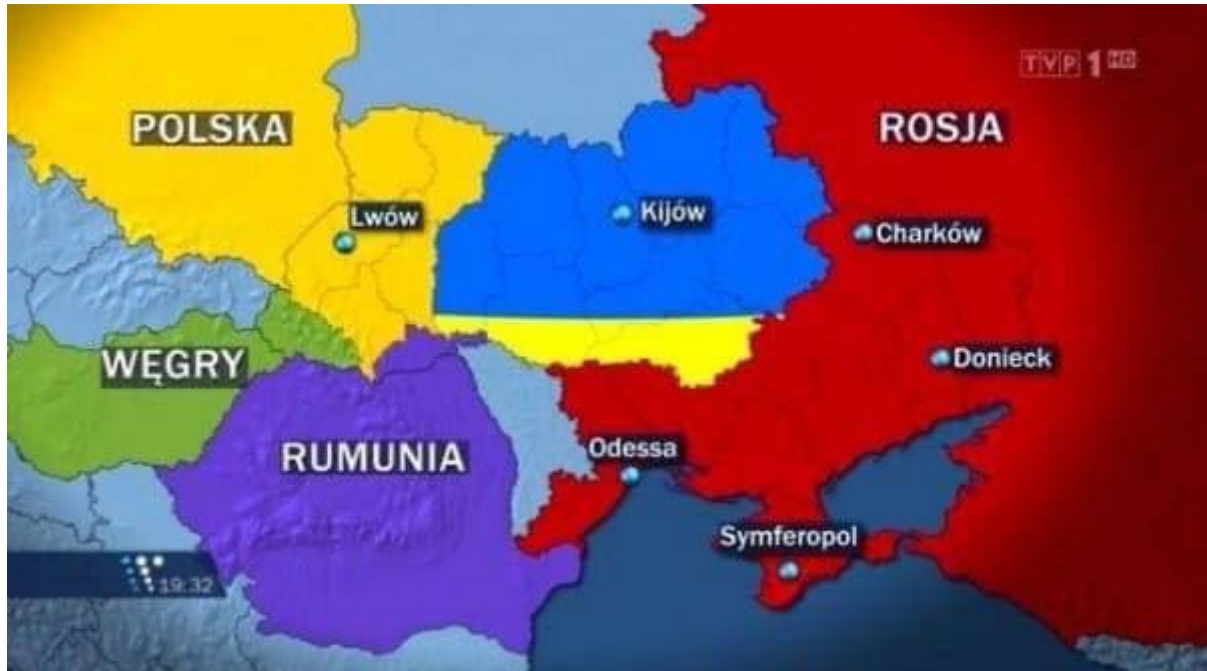 TVP 1 HD
POLSKA
ROSJA
Lwów
Kijów
Charków
WĘGRY
Donieck
RUMUNIA
Odessa
Symferopol
19:32